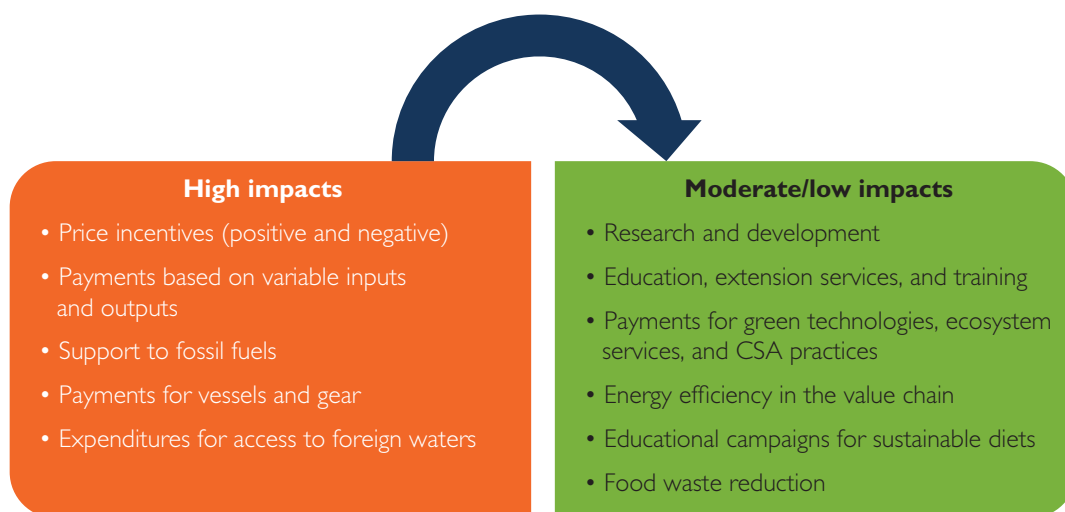 High impacts
• Price incentives (positive and negative)
• Payments based on variable inputs
and outputs
• Support to fossil fuels
• Payments for vessels and gear
• Expenditures for access to foreign waters
Moderate/low impacts
• Research and development
• Education, extension services, and training
• Payments for green technologies, ecosystem
services, and CSA practices
• Energy efficiency in the value chain
• Educational campaigns for sustainable diets
• Food waste reduction